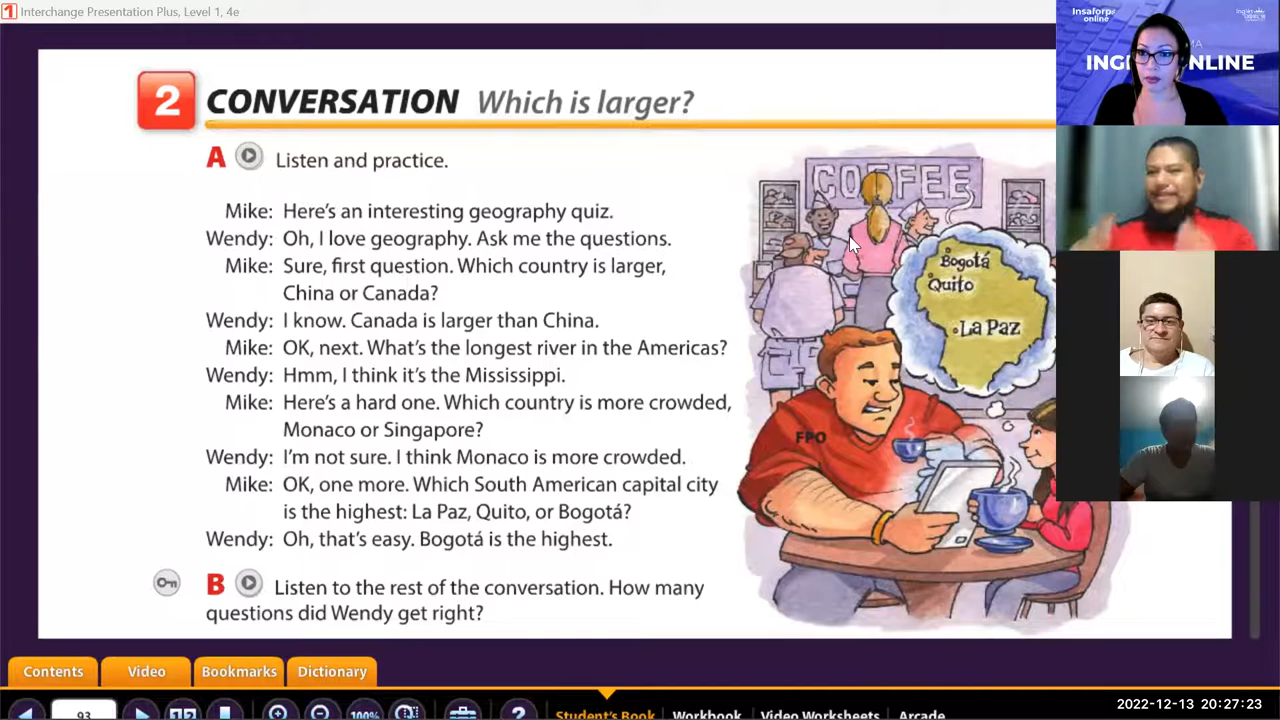 Interchange Presentation Plus, Level 1, 4e
Insaforp
online
INGLÉS ONLINE
2 CONVERSATION Which is larger?
A Listen and practice.
Mike: Here's an interesting geography quiz.
Wendy: Oh, I love geography. Ask me the questions.
Mike: Sure, first question. Which country is larger,
China or Canada?
Wendy: I know. Canada is larger than China.
Mike: OK, next. What's the longest river in the Americas?
Wendy: Hmm, I think it's the Mississippi.
Mike: Here's a hard one. Which country is more crowded,
Monaco or Singapore?
Wendy: I'm not sure. I think Monaco is more crowded.
Mike: OK, one more. Which South American capital city
is the highest: La Paz, Quito, or Bogotá?
Wendy: Oh, that's easy. Bogotá is the highest.
B Listen to the rest of the conversation. How many
questions did Wendy get right?
COFFEE
Bogotá
Quito
La Paz
FPO
Contents Video Bookmarks Dictionary
93 100% ? Student's Book Workbook Video Worksheets Arcade
2022-12-13 20:27:23